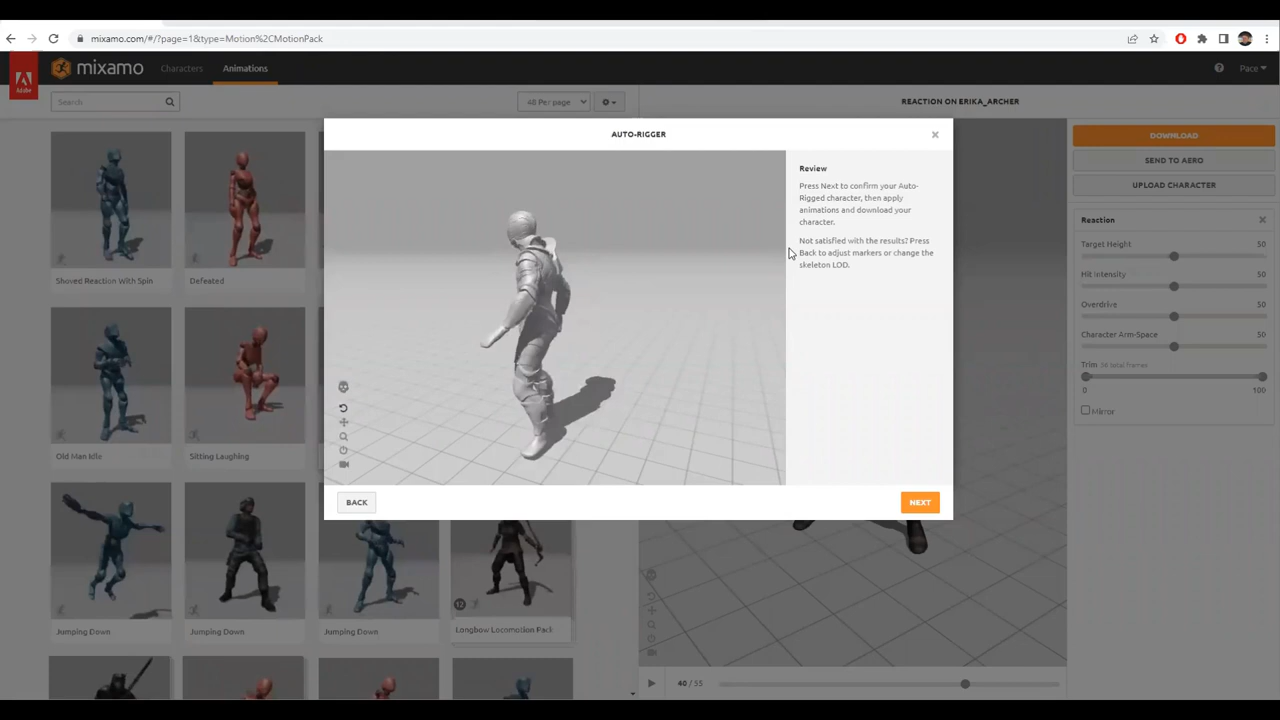 mixamo.com/#/?page=1&type=Motion%2CMotionPack
Adobe
mixamo
Characters
Animations
Pace
Search
48 Per page
REACTION ON ERIKA_ARCHER
AUTO-RIGGER
DOWNLOAD
SEND TO AERO
UPLOAD CHARACTER
Review
Press Next to confirm your Auto-
Rigged character, then apply
animations and download your
character.
Not satisfied with the results? Press
Back to adjust markers or change the
skeleton LOD.
BACK
NEXT
Reaction
Target Height 50
Hit Intensity 50
Overdrive 50
Character Arm-Space 50
Trim
total frames
0 100
Mirror
Shoved Reaction With Spin
Defeated
Old Man Idle
Sitting Laughing
Jumping Down
Jumping Down
Jumping Down
12
Longbow Locomotion Pack
40 / 55